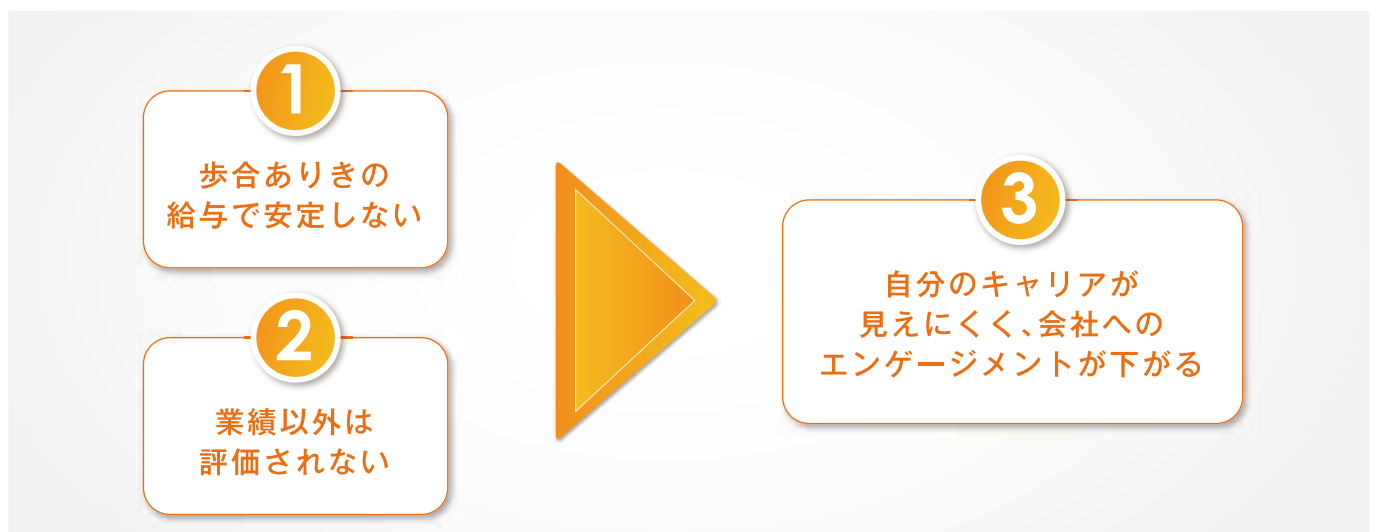 1
歩合ありきの
給与で安定しない
2
業績以外は
評価されない
3
自分のキャリアが
見えにくく、会社への
エンゲージメントが下がる